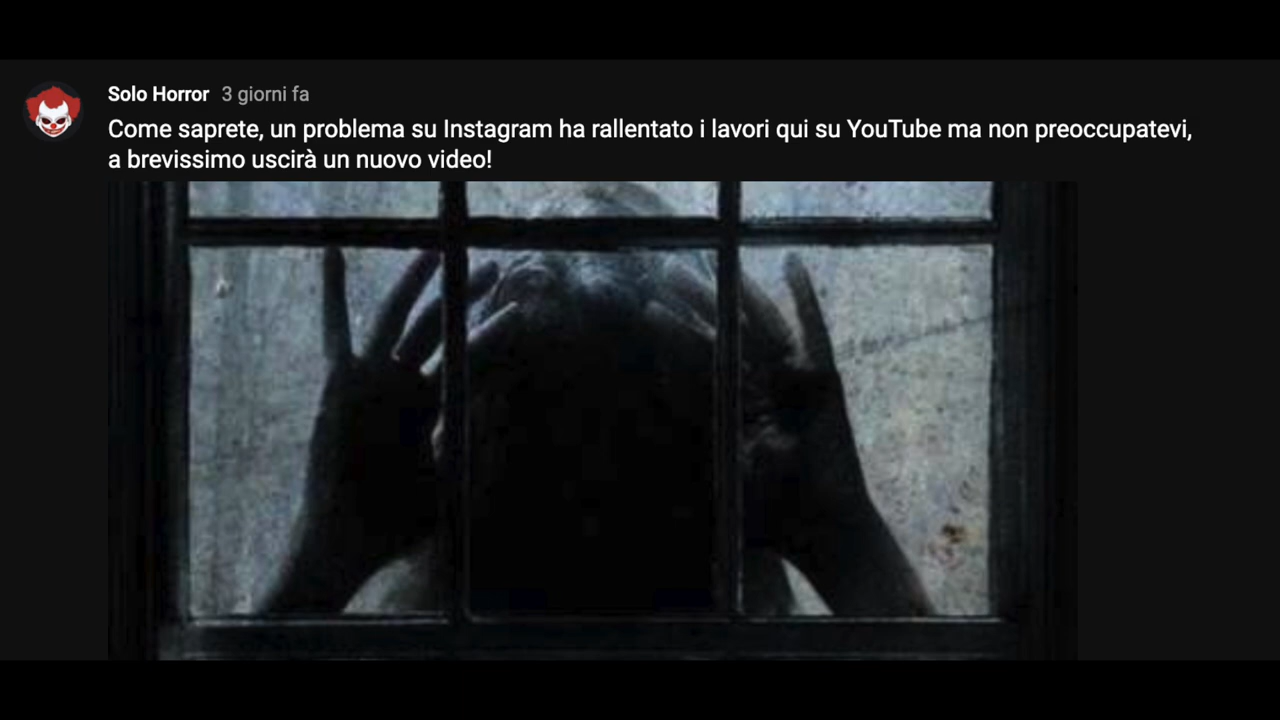 Solo Horror 3 giorni fa
Come saprete, un problema su Instagram ha rallentato i lavori qui su YouTube ma non preoccupatevi,
a brevissimo uscirà un nuovo video!